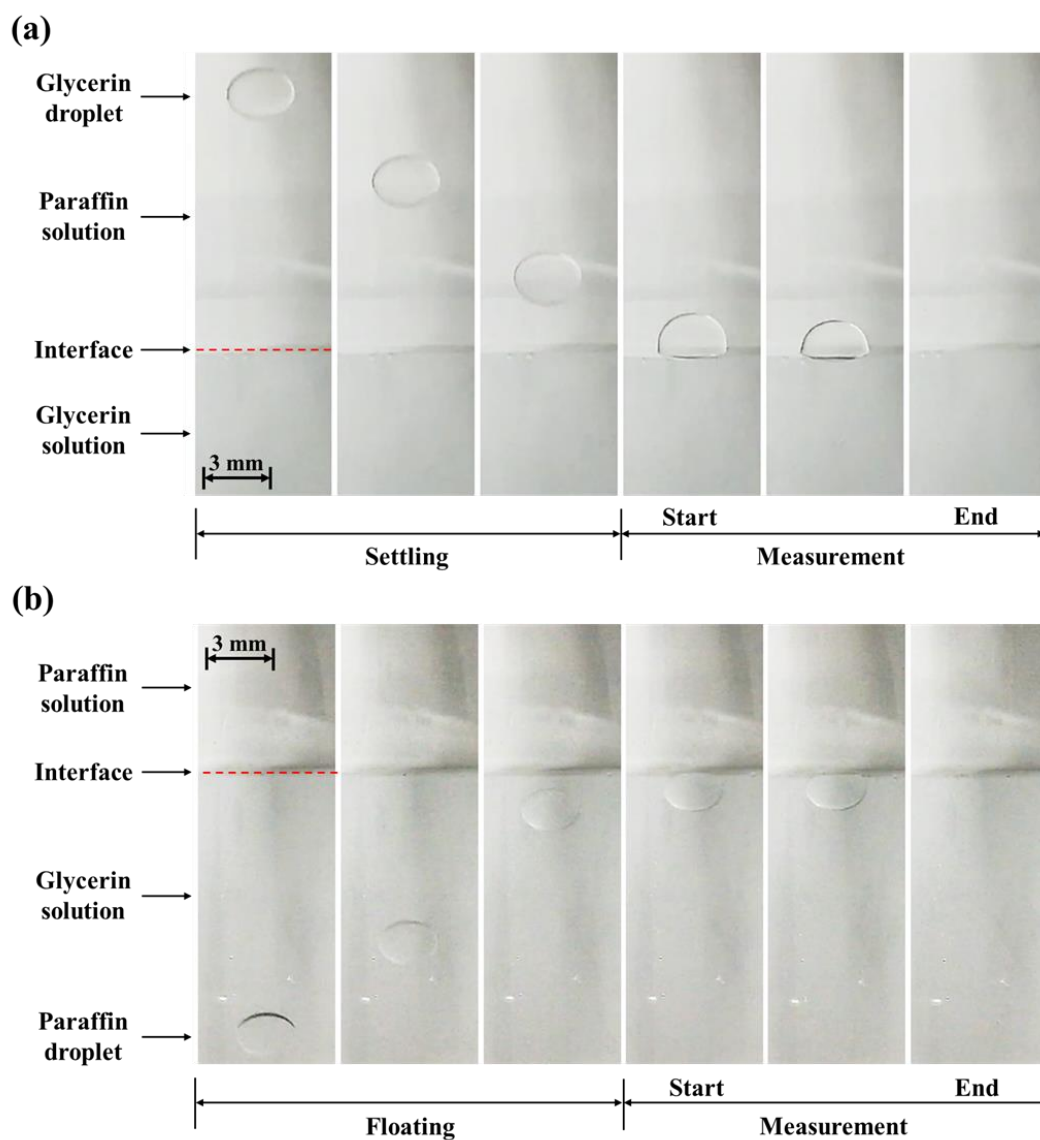 (a)
Glycerin
droplet
Paraffin
solution
Interface
Glycerin
solution
3 mm
Start
End
Settling
Measurement
(b)
3 mm
Paraffin
solution
Interface
Glycerin
solution
Paraffin
droplet
Start
End
Floating
Measurement